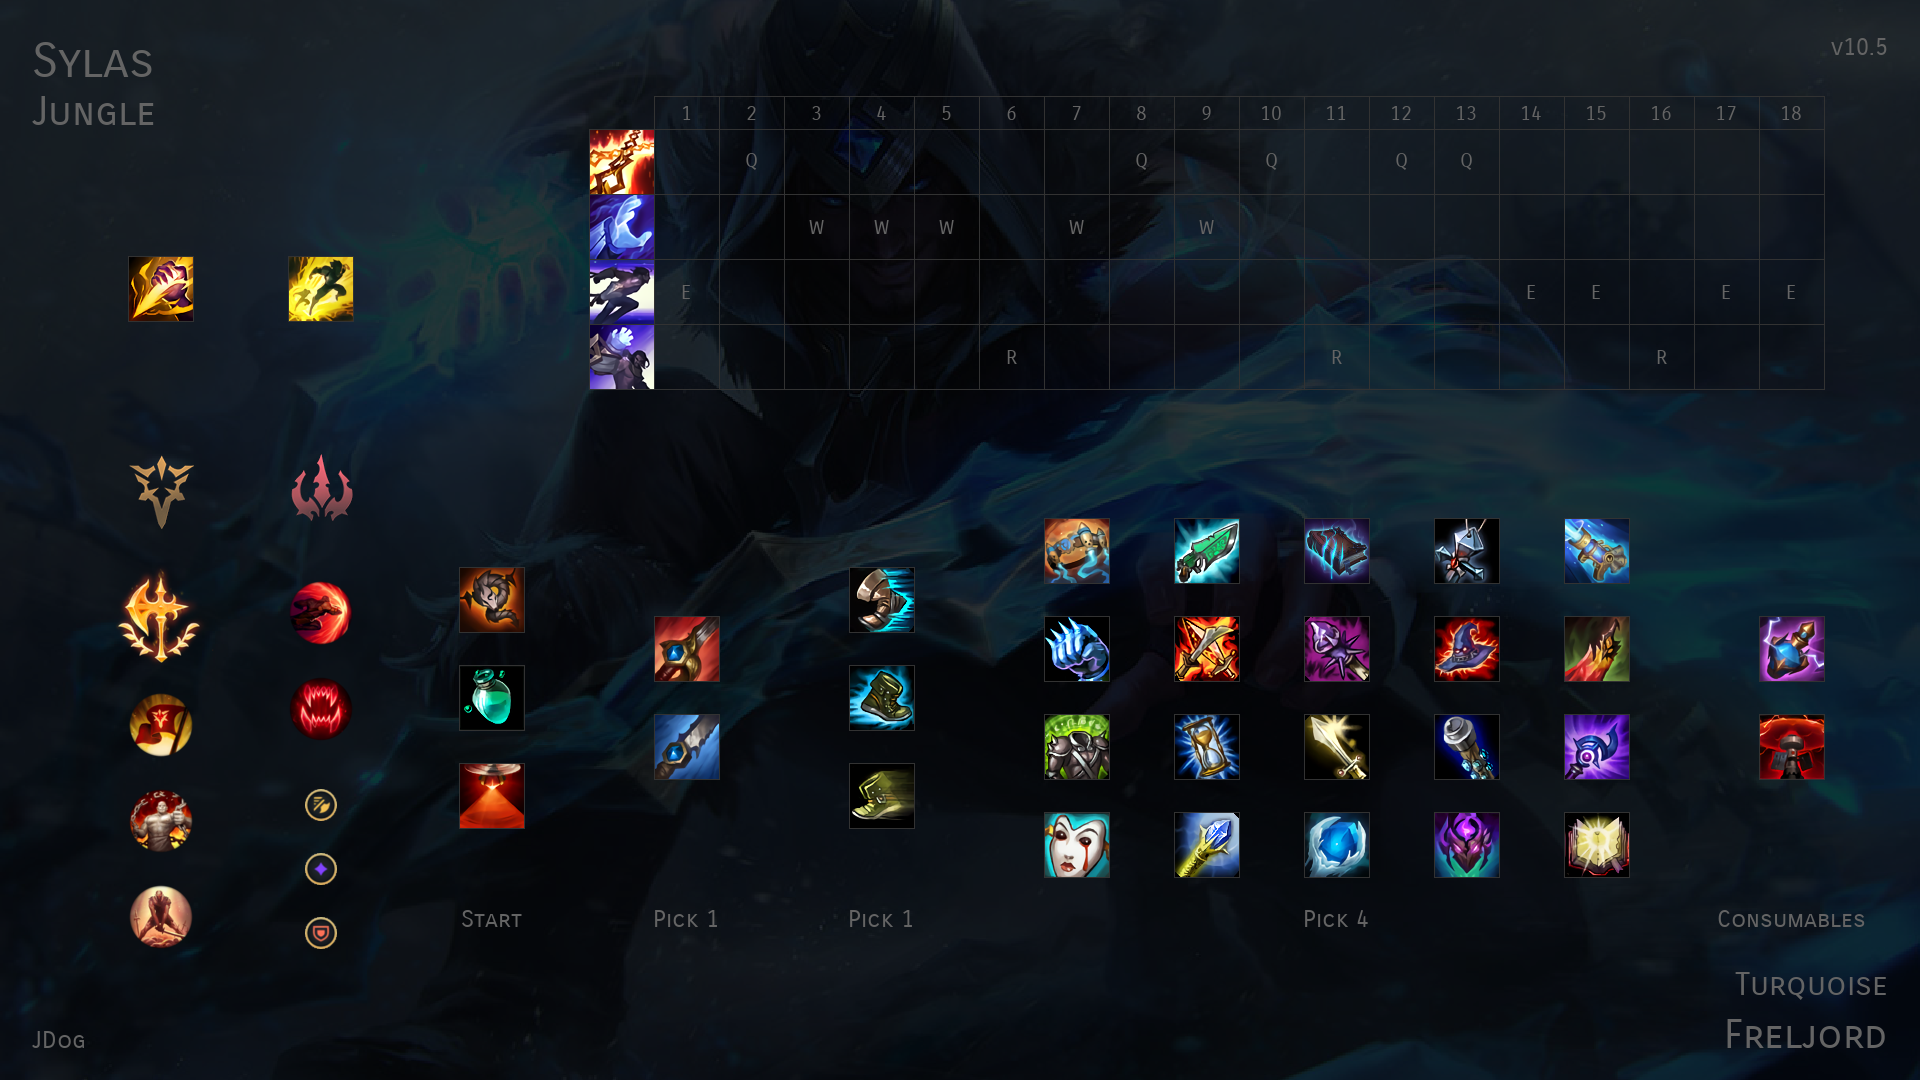 Sylas
Jungle
v10.5
1 2 3 4 5 6 7 8 9 10 11 12 13 14 15 16 17 18
Q Q Q Q Q
W W W W W
E E E E E
R R R
Start
Pick 1
Pick 1
Pick 4
Consumables
Turquoise
Freljord
JDog